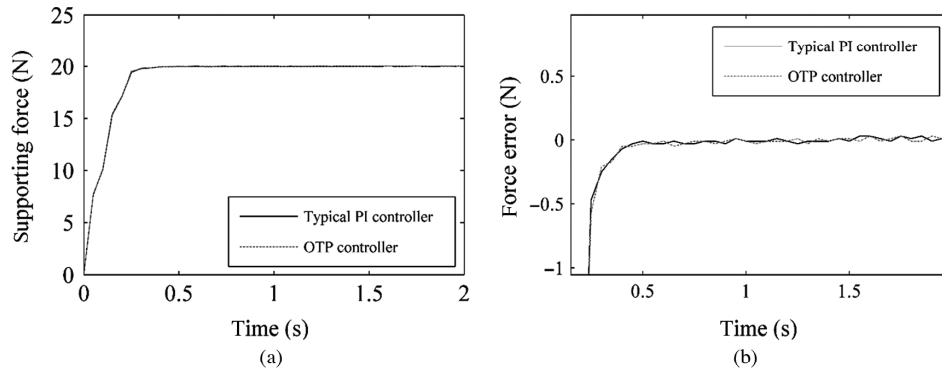 25
20
15
10
5
0
Supporting force (N)
Typical PI controller
OTP controller
0
0.5
1
1.5
2
Time (s)
(a)
0.5
0
−0.5
−1
Force error (N)
Typical PI controller
OTP controller
0.5
1
1.5
Time (s)
(b)